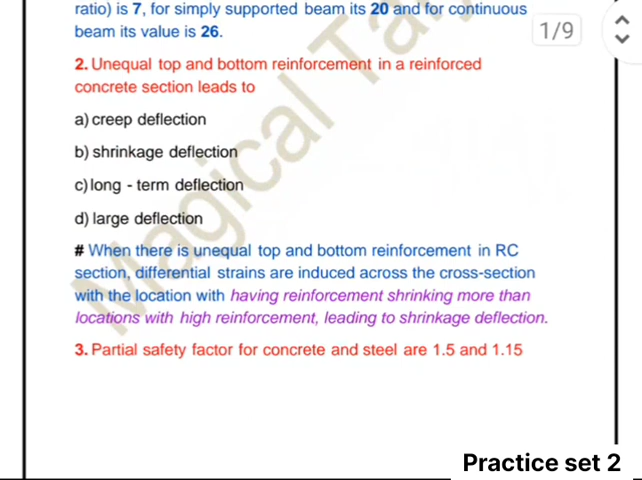 ratio) is 7, for simply supported beam its 20 and for continuous
beam its value is 26.
1/9
2. Unequal top and bottom reinforcement in a reinforced
concrete section leads to
a) creep deflection
b) shrinkage deflection
c) long - term deflection
d) large deflection
# When there is unequal top and bottom reinforcement in RC
section, differential strains are induced across the cross-section
with the location with having reinforcement shrinking more than
locations with high reinforcement, leading to shrinkage deflection.
3. Partial safety factor for concrete and steel are 1.5 and 1.15
Magical
Practice set 2